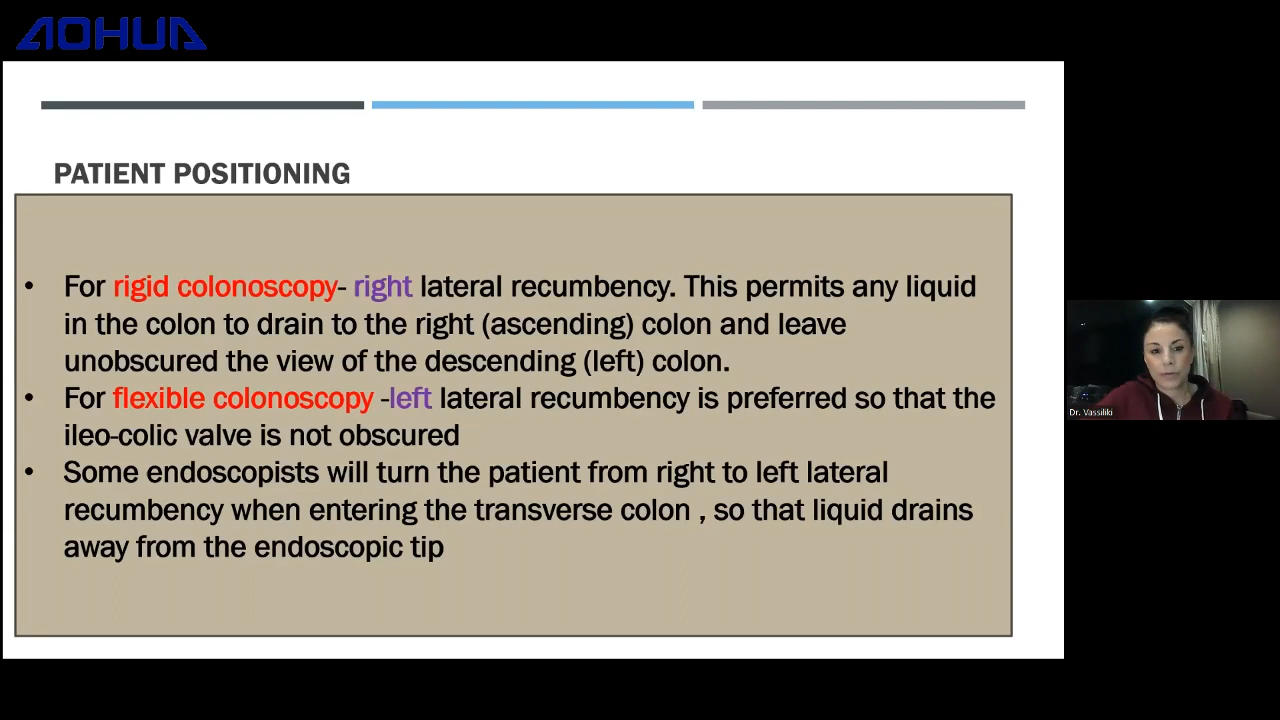 AOHUA
PATIENT POSITIONING
• For rigid colonoscopy- right lateral recumbency. This permits any liquid
in the colon to drain to the right (ascending) colon and leave
unobscured the view of the descending (left) colon.
• For flexible colonoscopy -left lateral recumbency is preferred so that the
ileo-colic valve is not obscured
• Some endoscopists will turn the patient from right to left lateral
recumbency when entering the transverse colon , so that liquid drains
away from the endoscopic tip
Dr. Vassiliki